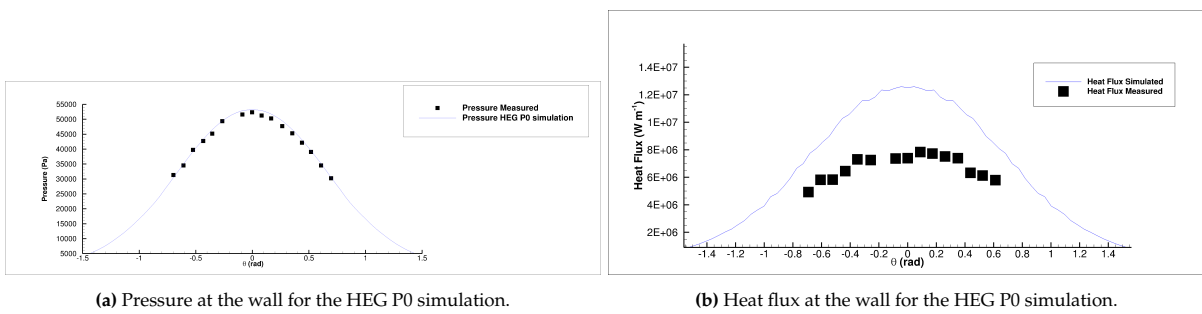 55000
50000
45000
40000
35000
30000
25000
20000
15000
10000
5000
Pressure (Pa)
-1.5
-1
-0.5
0
0.5
1
1.5
θ (rad)
Pressure Measured
Pressure HEG P0 simulation
(a) Pressure at the wall for the HEG P0 simulation.
1.4E+07
1.2E+07
1E+07
8E+06
6E+06
4E+06
2E+06
Heat Flux (W m⁻¹)
-1.4 -1.2 -1 -0.8 -0.6 -0.4 -0.2 0 0.2 0.4 0.6 0.8 1 1.2 1.4
θ (rad)
Heat Flux Simulated
Heat Flux Measured
(b) Heat flux at the wall for the HEG P0 simulation.